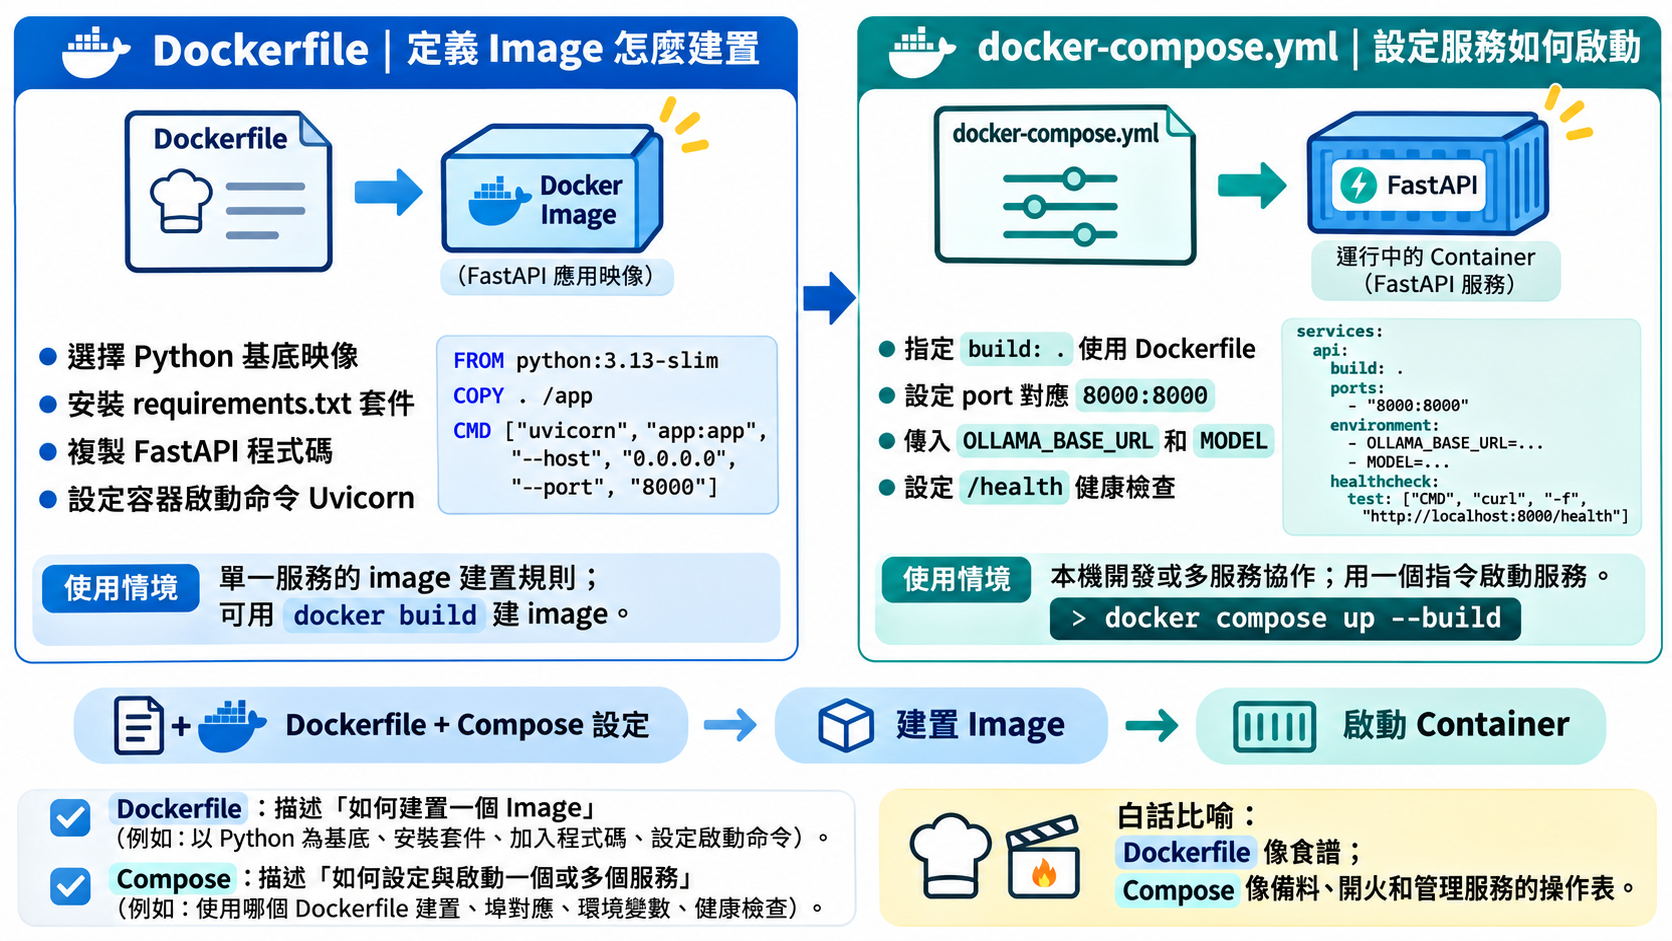 Dockerfile | 定義 Image 怎麼建置
Dockerfile
Docker
Image
（FastAPI 應用映像）
選擇 Python 基底映像
安裝 requirements.txt 套件
複製 FastAPI 程式碼
設定容器啟動命令 Uvicorn
FROM python:3.13-slim
COPY . /app
CMD ["uvicorn", "app:app",
"--host", "0.0.0.0",
"--port", "8000"]
使用情境
單一服務的 image 建置規則；
可用 docker build 建 image。
docker-compose.yml | 設定服務如何啟動
docker-compose.yml
FastAPI
運行中的 Container
（FastAPI 服務）
指定 build: . 使用 Dockerfile
設定 port 對應 8000:8000
傳入 OLLAMA_BASE_URL 和 MODEL
設定 /health 健康檢查
services:
api:
build: .
ports:
- "8000:8000"
environment:
- OLLAMA_BASE_URL=...
- MODEL=...
healthcheck:
test: ["CMD", "curl", "-f",
"http://localhost:8000/health"]
使用情境
本機開發或多服務協作；用一個指令啟動服務。
> docker compose up --build
+ Dockerfile + Compose 設定
建置 Image
啟動 Container
Dockerfile：描述「如何建置一個 Image」
（例如：以 Python 為基底、安裝套件、加入程式碼、設定啟動命令）。
Compose：描述「如何設定與啟動一個或多個服務」
（例如：使用哪個 Dockerfile 建置、埠對應、環境變數、健康檢查）。
白話比喻：
Dockerfile 像食譜；
Compose 像備料、開火和管理服務的操作表。